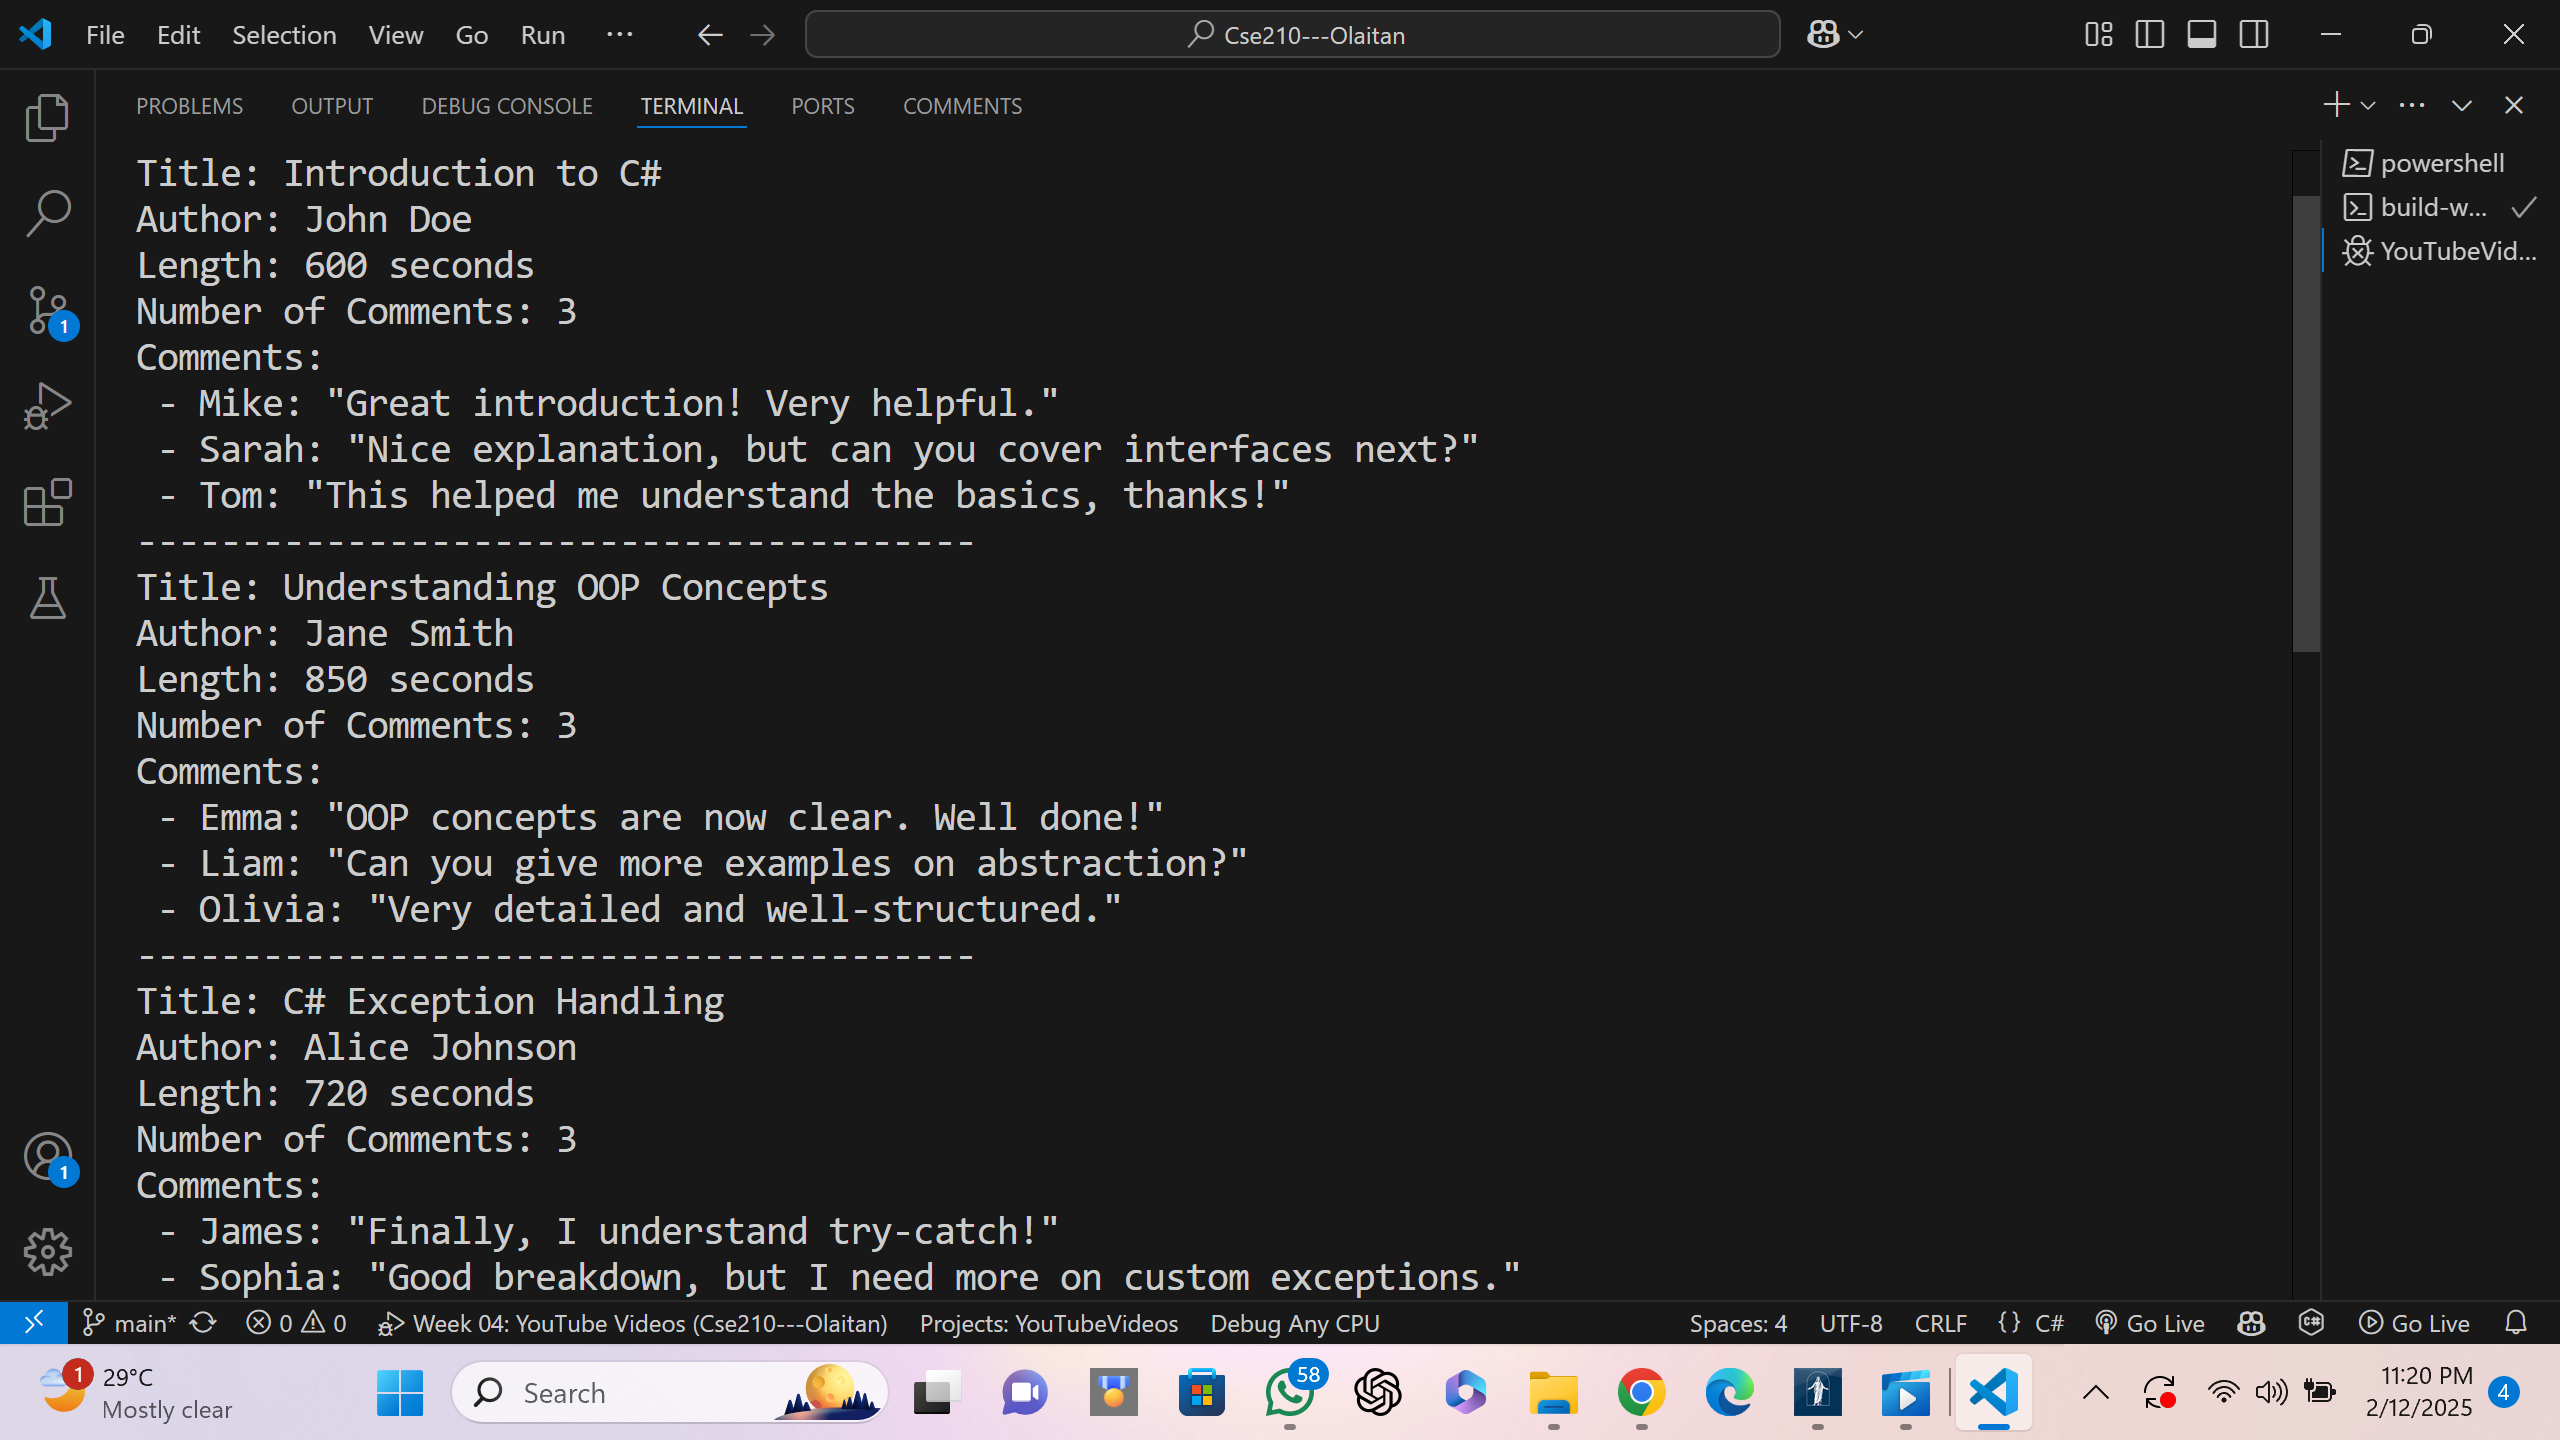 File Edit Selection View Go Run ··· Cse210---Olaitan
PROBLEMS OUTPUT DEBUG CONSOLE TERMINAL PORTS COMMENTS
Title: Introduction to C#
Author: John Doe
Length: 600 seconds
Number of Comments: 3
Comments:
 - Mike: "Great introduction! Very helpful."
 - Sarah: "Nice explanation, but can you cover interfaces next?"
 - Tom: "This helped me understand the basics, thanks!"
----------------------------------------
Title: Understanding OOP Concepts
Author: Jane Smith
Length: 850 seconds
Number of Comments: 3
Comments:
 - Emma: "OOP concepts are now clear. Well done!"
 - Liam: "Can you give more examples on abstraction?"
 - Olivia: "Very detailed and well-structured."
----------------------------------------
Title: C# Exception Handling
Author: Alice Johnson
Length: 720 seconds
Number of Comments: 3
Comments:
 - James: "Finally, I understand try-catch!"
 - Sophia: "Good breakdown, but I need more on custom exceptions."
powershell
build-w...
YouTubeVid...
1
1
main* 0 0 Week 04: YouTube Videos (Cse210---Olaitan) Projects: YouTubeVideos Debug Any CPU Spaces: 4 UTF-8 CRLF {} C# Go Live C# Go Live
1 29°C
Mostly clear
Search
58
11:20 PM
2/12/2025
4